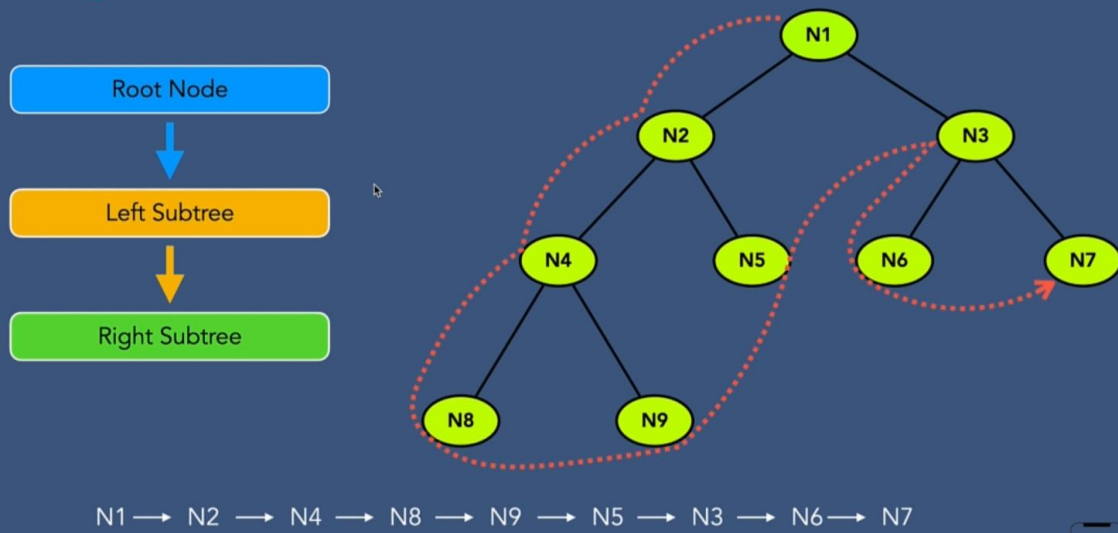 Root Node
Left Subtree
Right Subtree
N1
N2
N3
N4
N5
N6
N7
N8
N9
N1 → N2 → N4 → N8 → N9 → N5 → N3 → N6 → N7